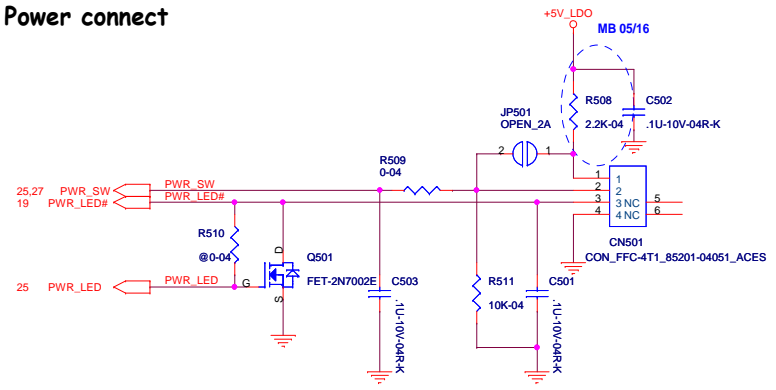 Power connect
+5V_LDO
MB 05/16
R508
2.2K-04
C502
.1U-10V-04R-K
JP501
OPEN_2A
2
1
R509
0-04
25,27 PWR_SW PWR_SW
19 PWR_LED# PWR_LED#
1 1
2 2
3 3 NC 5
4 4 NC 6
CN501
CON_FFC-4T1_85201-04051_ACES
R510
@0-04
D
Q501
FET-2N7002E
G
S
25 PWR_LED PWR_LED
C503
.1U-10V-04R-K
R511
10K-04
C501
.1U-10V-04R-K